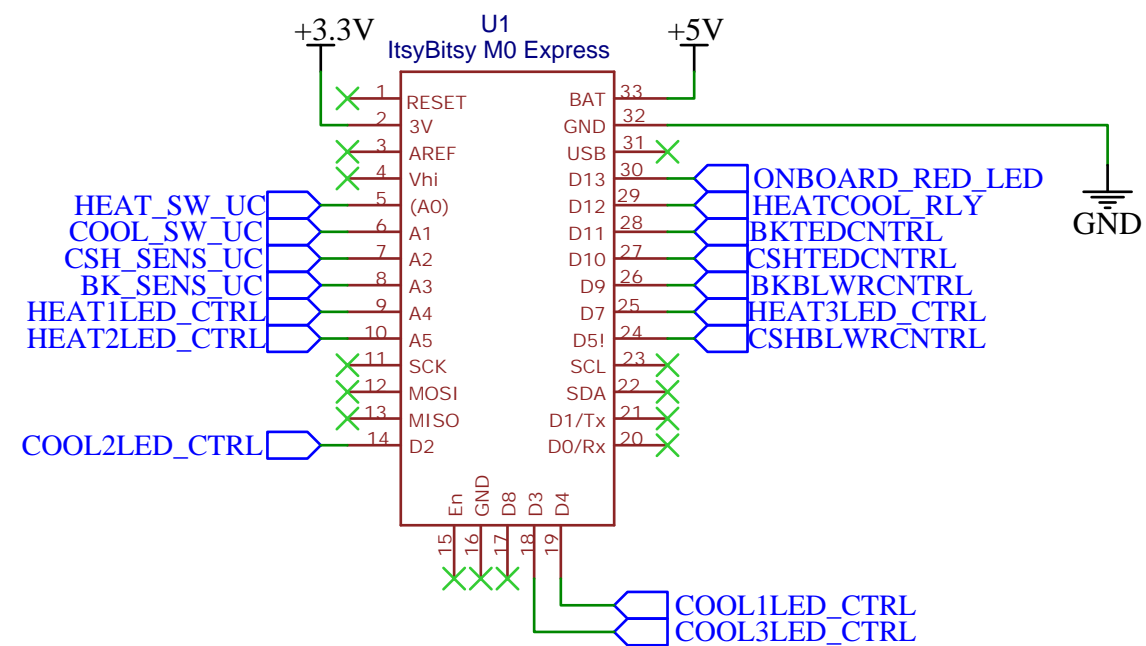 +3.3V
U1
ItsyBitsy M0 Express
+5V
1 RESET
2 3V
3 AREF
4 Vhi
HEAT_SW_UC 5 (A0)
COOL_SW_UC 6 A1
CSH_SENS_UC 7 A2
BK_SENS_UC 8 A3
HEAT1LED_CTRL 9 A4
HEAT2LED_CTRL 10 A5
11 SCK
12 MOSI
13 MISO
COOL2LED_CTRL 14 D2
BAT 33
GND 32
GND
USB 31
D13 30 ONBOARD_RED_LED
D12 29 HEATCOOL_RLY
D11 28 BKTEDCNTRL
D10 27 CSHTEDCNTRL
D9 26 BKBLWRCNTRL
D7 25 HEAT3LED_CTRL
D5! 24 CSHBLWRCNTRL
SCL 23
SDA 22
D1/Tx 21
D0/Rx 20
En 15
GND 16
D8 17
D3 18
D4 19
COOL1LED_CTRL
COOL3LED_CTRL